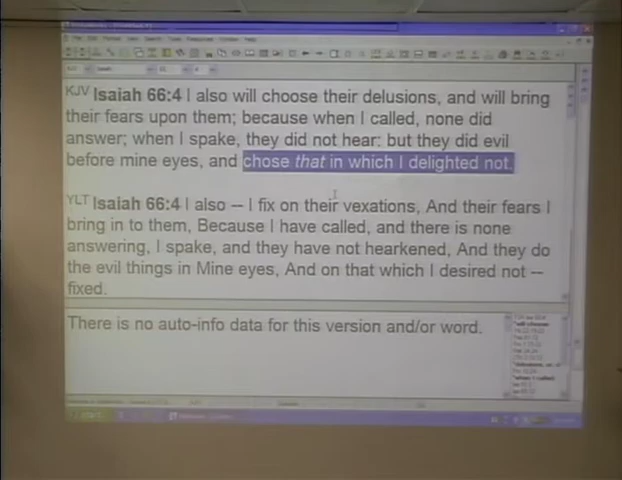 KJV Isaiah 66:4 I also will choose their delusions, and will bring
their fears upon them; because when I called, none did
answer; when I spake, they did not hear: but they did evil
before mine eyes, and chose that in which I delighted not.
YLT Isaiah 66:4 I also -- I fix on their vexations, And their fears I
bring in to them, Because I have called, and there is none
answering, I spake, and they have not hearkened, And they do
the evil things in Mine eyes, And on that which I desired not --
fixed.
There is no auto-info data for this version and/or word.